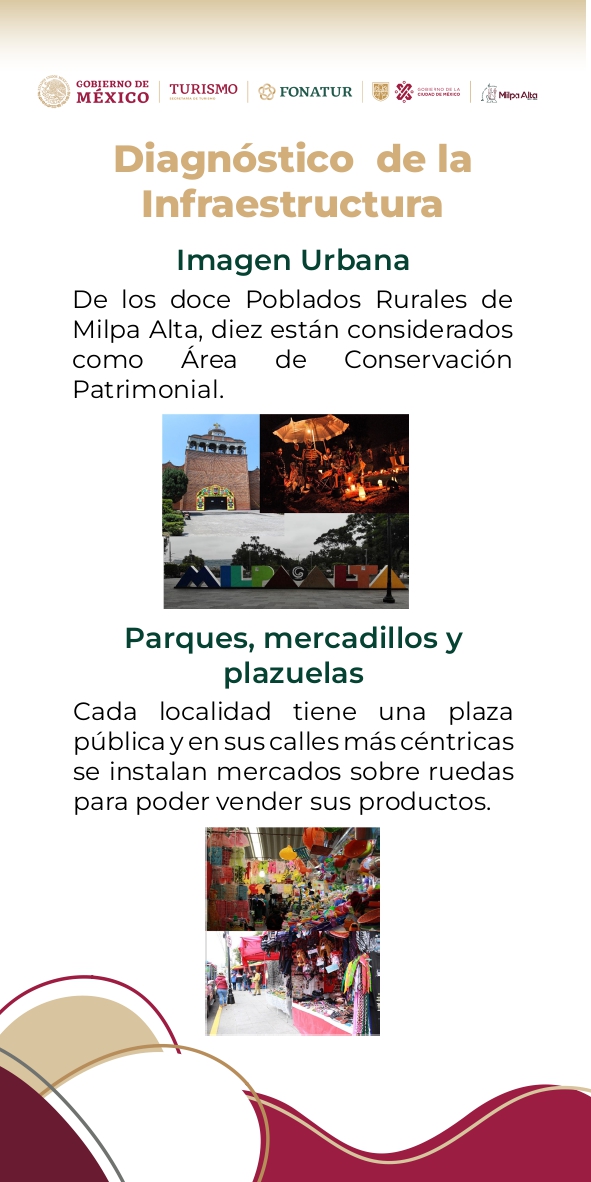 GOBIERNO DE
MÉXICO
TURISMO
SECRETARÍA DE TURISMO
FONATUR
GOBIERNO DE LA
CIUDAD DE MÉXICO
Milpa Alta
Diagnóstico de la
Infraestructura
Imagen Urbana
De los doce Poblados Rurales de
Milpa Alta, diez están considerados
como Área de Conservación
Patrimonial.
MILPA ALTA
Parques, mercadillos y
plazuelas
Cada localidad tiene una plaza
pública y en sus calles más céntricas
se instalan mercados sobre ruedas
para poder vender sus productos.